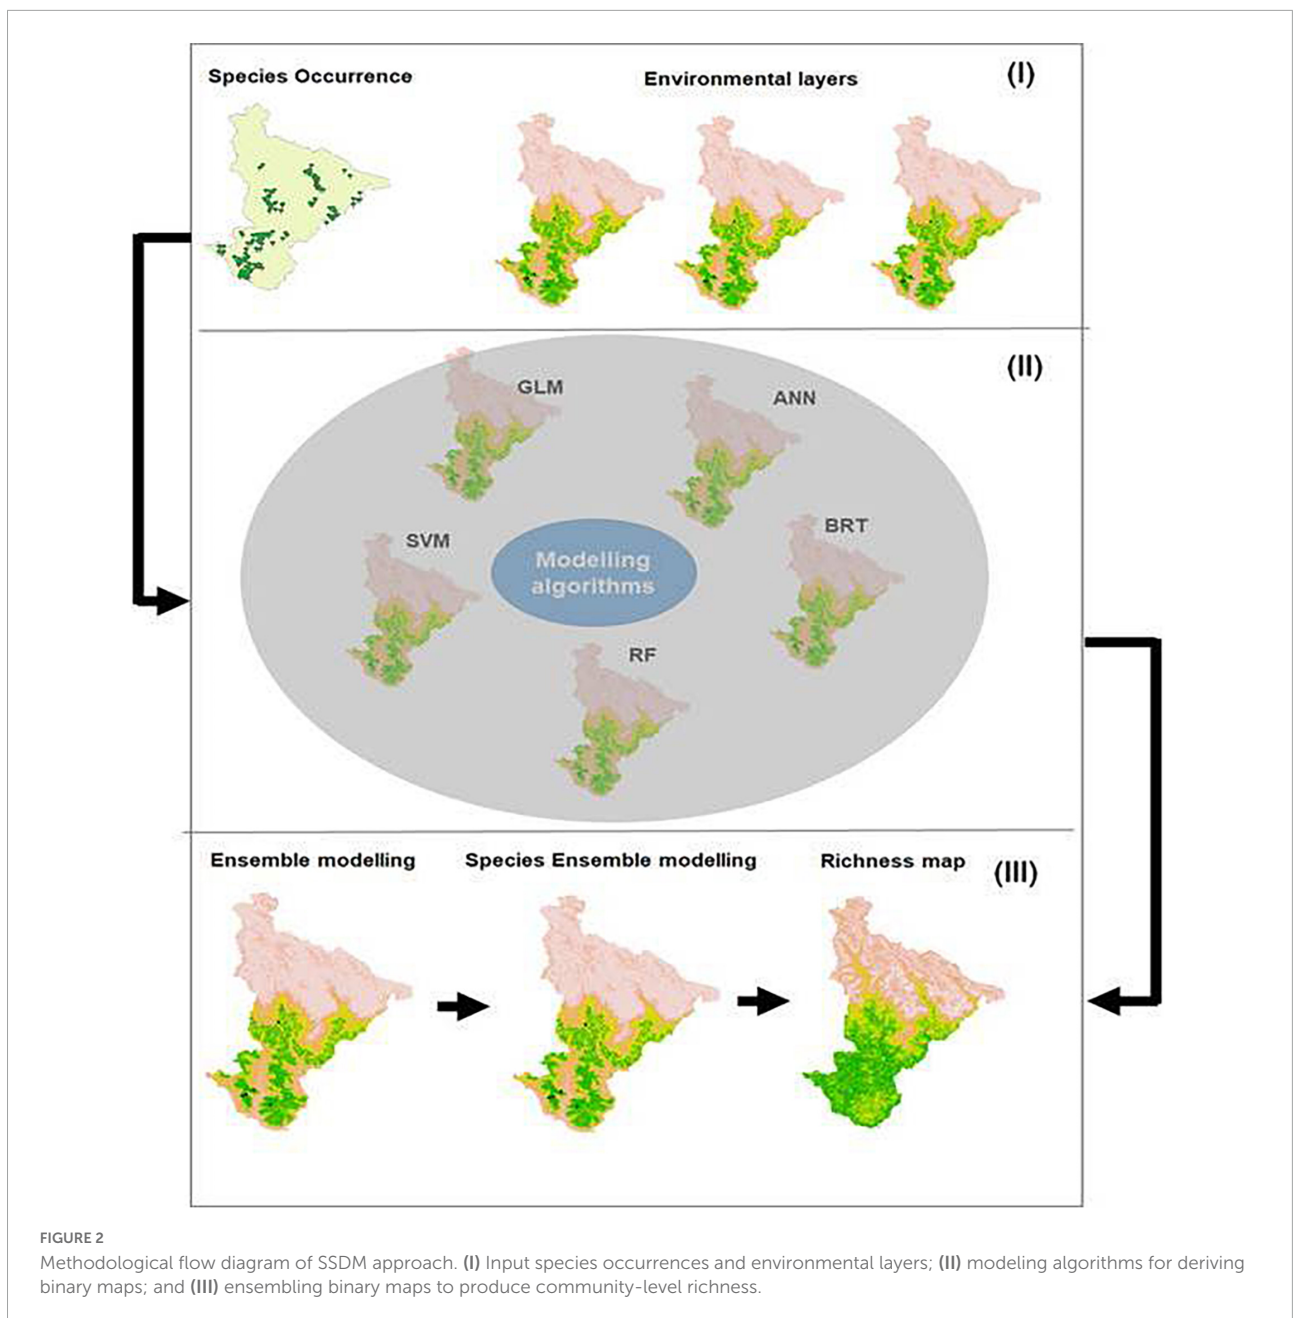 Species Occurrence
Environmental layers
(I)
(II)
GLM
ANN
SVM
BRT
Modelling
algorithms
RF
Ensemble modelling
Species Ensemble modelling
Richness map
(III)
FIGURE 2
Methodological flow diagram of SSDM approach. (I) Input species occurrences and environmental layers; (II) modeling algorithms for deriving
binary maps; and (III) ensembling binary maps to produce community-level richness.